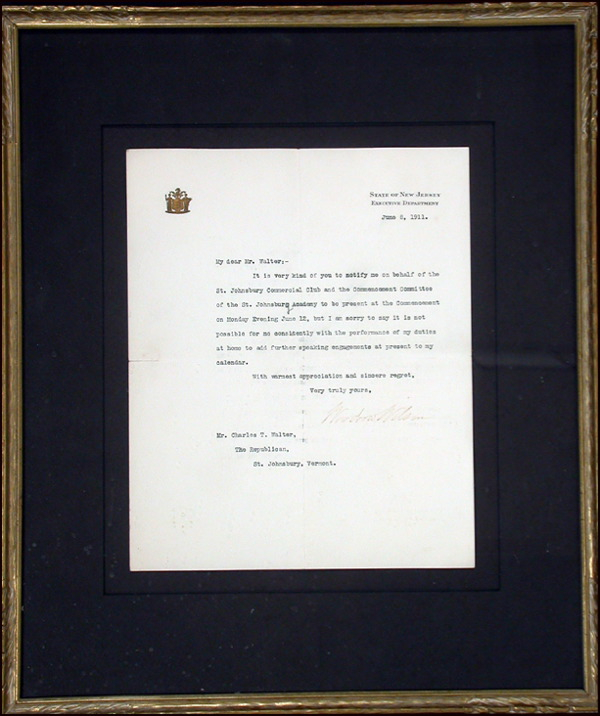 STATE OF NEW JERSEY
EXECUTIVE DEPARTMENT
June 8, 1911.
My dear Mr. Walter:-
It is very kind of you to notify me on behalf of the
St. Johnsbury Commercial Club and the Commencement Committee
of the St. Johnsbury Academy to be present at the Commencement
on Monday Evening June 12, but I am sorry to say it is not
possible for me consistently with the performance of my duties
at home to add further speaking engagements at present to my
calendar.
With warmest appreciation and sincere regret,
Very truly yours,
Woodrow Wilson
Mr. Charles T. Walter,
The Republican,
St. Johnsbury, Vermont.